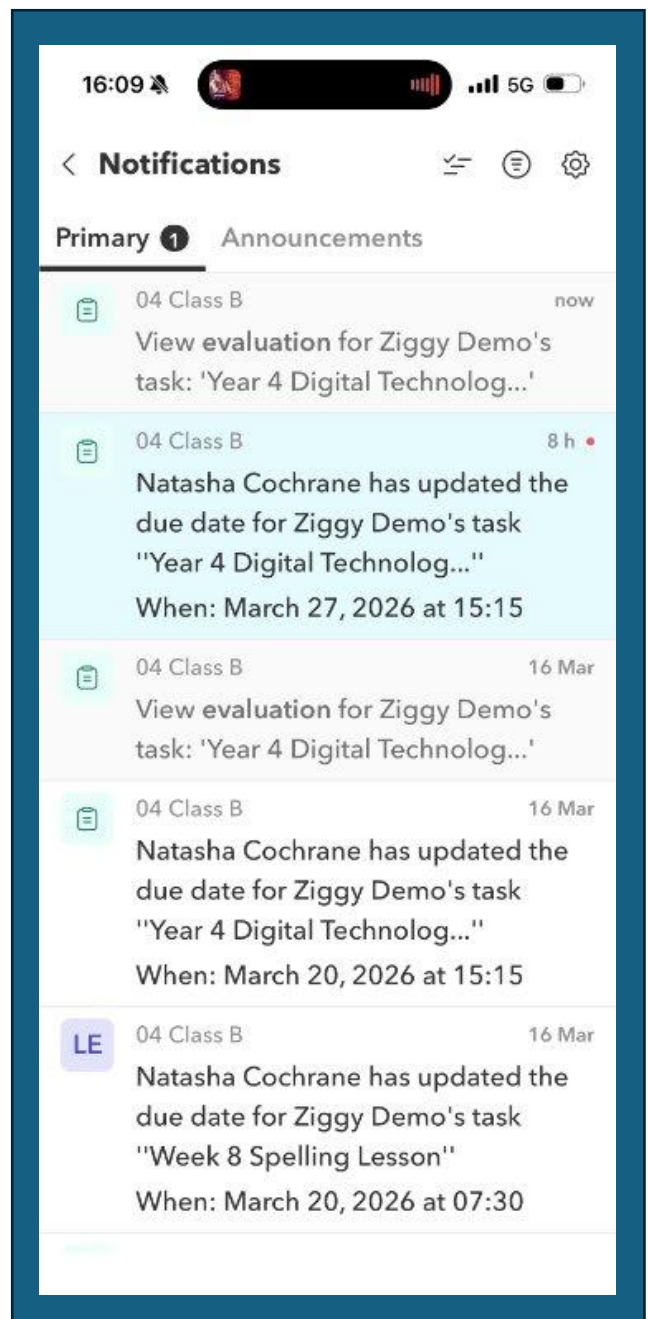 16:09 5G
Notifications
Primary 1 Announcements
04 Class B now
View evaluation for Ziggy Demo's
task: 'Year 4 Digital Technolog...'
04 Class B 8 h
Natasha Cochrane has updated the
due date for Ziggy Demo's task
"Year 4 Digital Technolog..."
When: March 27, 2026 at 15:15
04 Class B 16 Mar
View evaluation for Ziggy Demo's
task: 'Year 4 Digital Technolog...'
04 Class B 16 Mar
Natasha Cochrane has updated the
due date for Ziggy Demo's task
"Year 4 Digital Technolog..."
When: March 20, 2026 at 15:15
LE 04 Class B 16 Mar
Natasha Cochrane has updated the
due date for Ziggy Demo's task
"Week 8 Spelling Lesson"
When: March 20, 2026 at 07:30